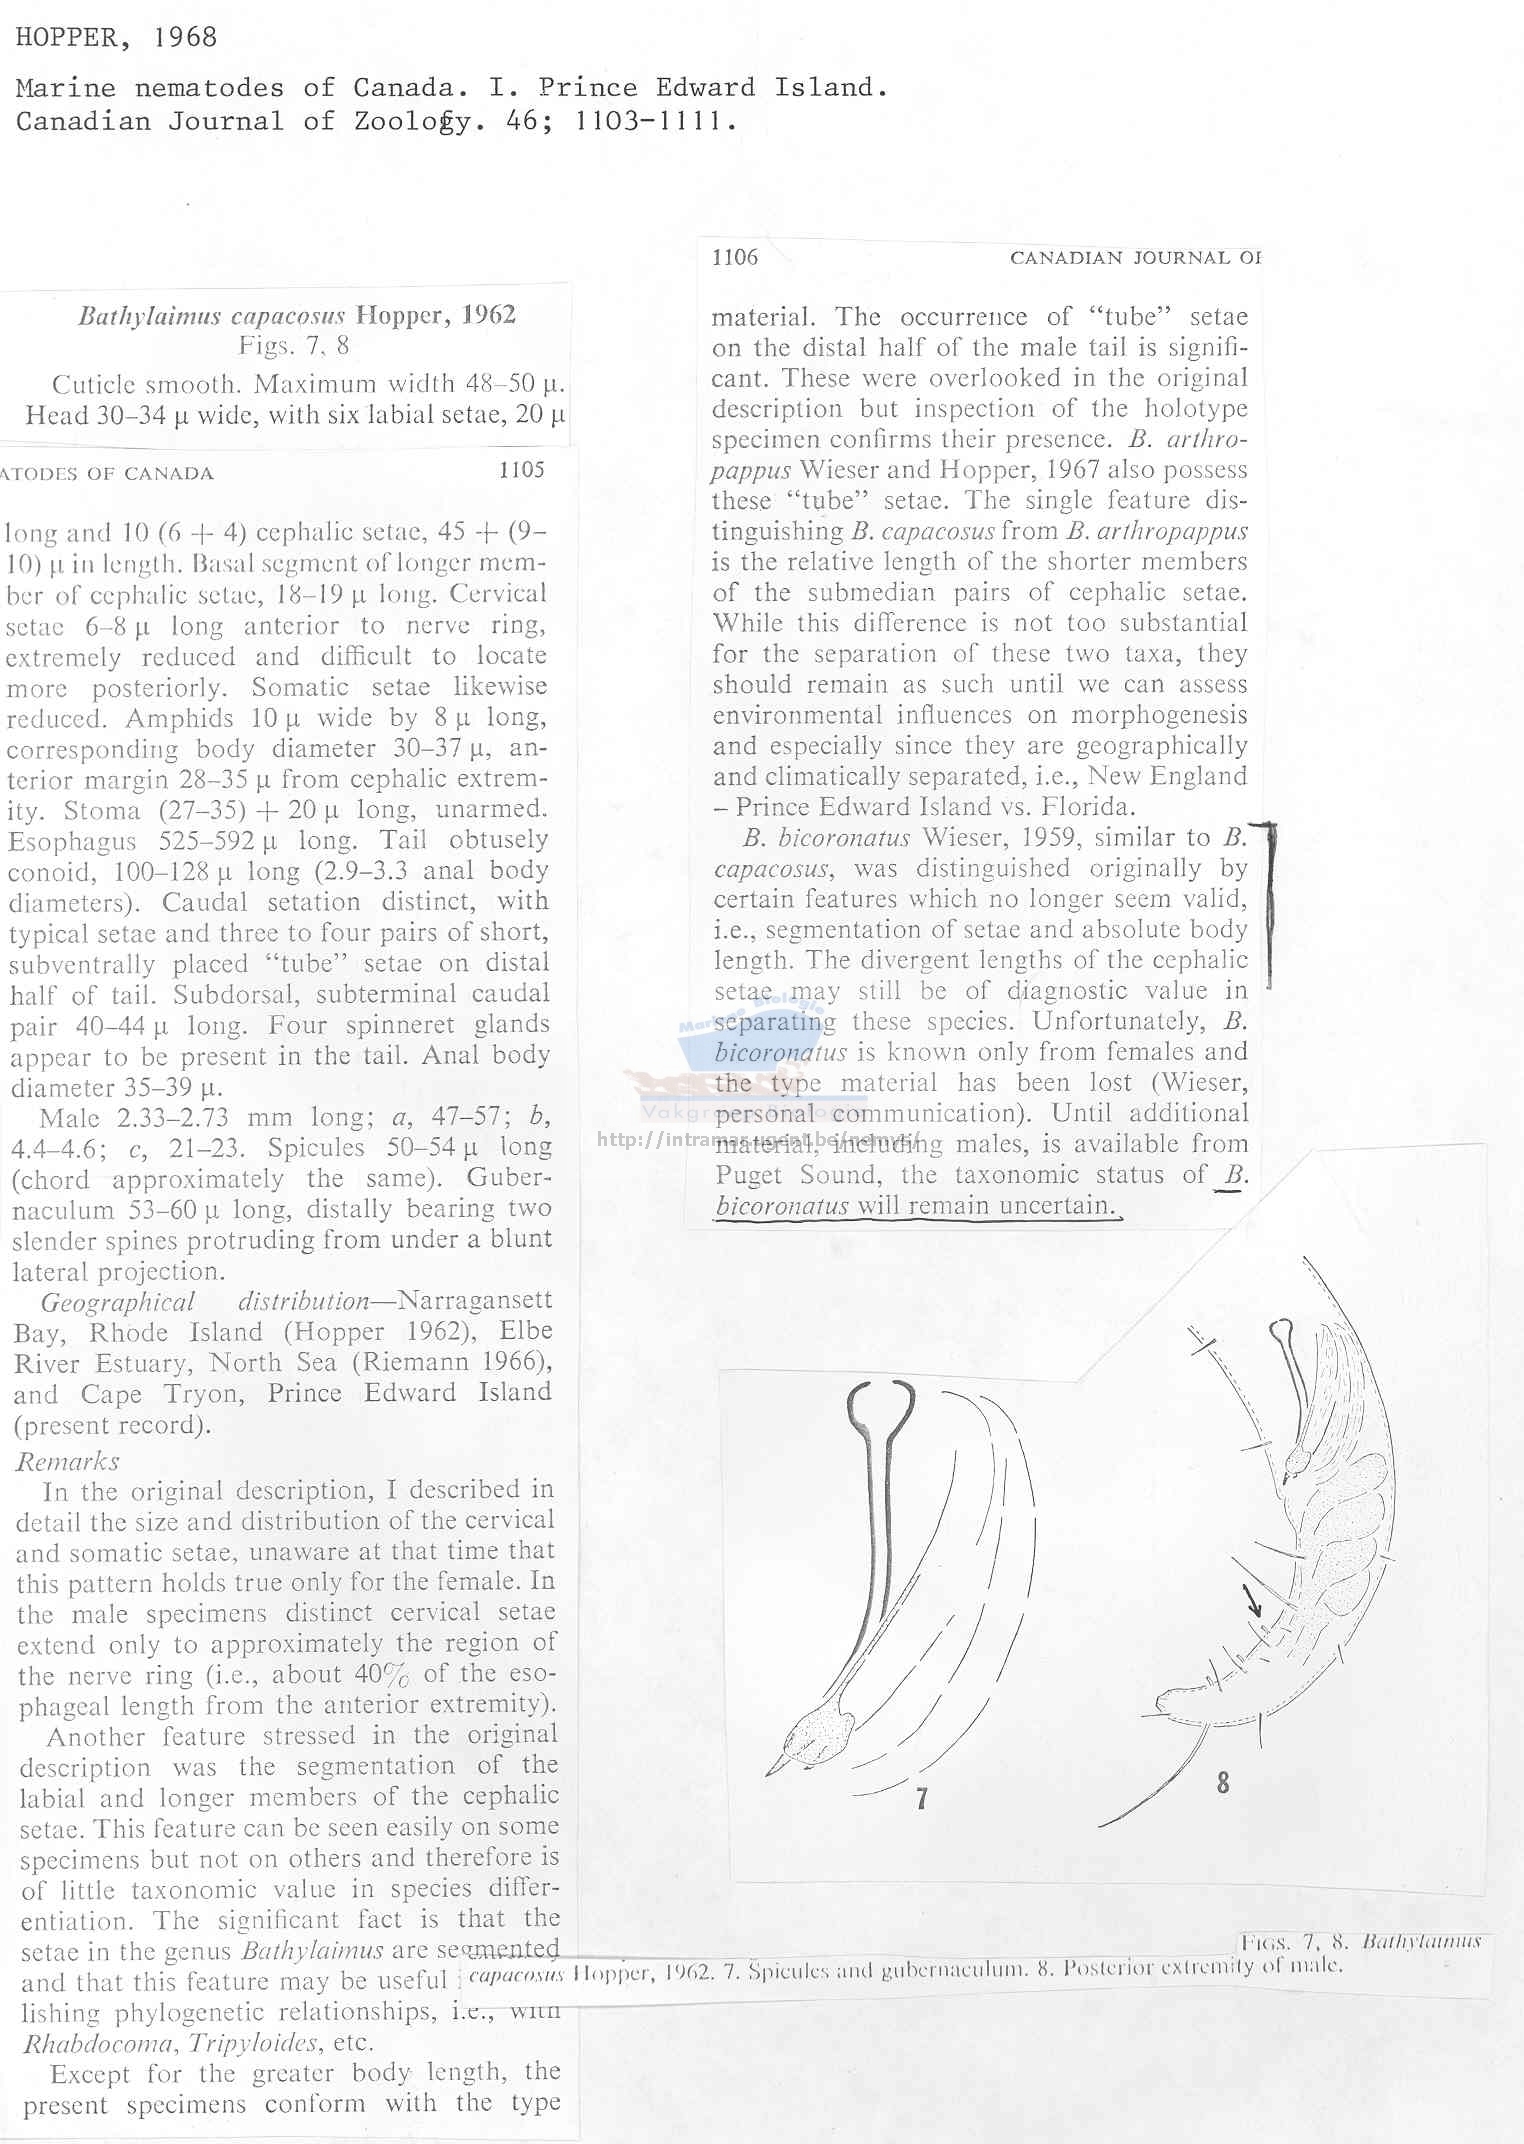 HOPPER, 1968
Marine nematodes of Canada. I. Prince Edward Island.
Canadian Journal of Zoology. 46; 1103-1111.
Bathylaimus capacosus Hopper, 1962
Figs. 7, 8
Cuticle smooth. Maximum width 48–50 μ.
Head 30–34 μ wide, with six labial setae, 20 μ
ATODES OF CANADA 1105
long and 10 (6 + 4) cephalic setae, 45 + (9–
10) μ in length. Basal segment of longer mem-
ber of cephalic setae, 18–19 μ long. Cervical
setae 6–8 μ long anterior to nerve ring,
extremely reduced and difficult to locate
more posteriorly. Somatic setae likewise
reduced. Amphids 10 μ wide by 8 μ long,
corresponding body diameter 30–37 μ, an-
terior margin 28–35 μ from cephalic extrem-
ity. Stoma (27–35) + 20 μ long, unarmed.
Esophagus 525–592 μ long. Tail obtusely
conoid, 100–128 μ long (2.9–3.3 anal body
diameters). Caudal setation distinct, with
typical setae and three to four pairs of short,
subventrally placed “tube” setae on distal
half of tail. Subdorsal, subterminal caudal
pair 40–44 μ long. Four spinneret glands
appear to be present in the tail. Anal body
diameter 35–39 μ.
Male 2.33–2.73 mm long; a, 47–57; b,
4.4–4.6; c, 21–23. Spicules 50–54 μ long
(chord approximately the same). Guber-
naculum 53–60 μ long, distally bearing two
slender spines protruding from under a blunt
lateral projection.
Geographical distribution—Narragansett
Bay, Rhode Island (Hopper 1962), Elbe
River Estuary, North Sea (Riemann 1966),
and Cape Tryon, Prince Edward Island
(present record).
Remarks
In the original description, I described in
detail the size and distribution of the cervical
and somatic setae, unaware at that time that
this pattern holds true only for the female. In
the male specimens distinct cervical setae
extend only to approximately the region of
the nerve ring (i.e., about 40% of the eso-
phageal length from the anterior extremity).
Another feature stressed in the original
description was the segmentation of the
labial and longer members of the cephalic
setae. This feature can be seen easily on some
specimens but not on others and therefore is
of little taxonomic value in species differ-
entiation. The significant fact is that the
setae in the genus Bathylaimus are segmented
and that this feature may be useful
lishing phylogenetic relationships, i.e., with
Rhabdocoma, Tripyloides, etc.
Except for the greater body length, the
present specimens conform with the type
1106 CANADIAN JOURNAL OF
material. The occurrence of “tube” setae
on the distal half of the male tail is signifi-
cant. These were overlooked in the original
description but inspection of the holotype
specimen confirms their presence. B. arthro-
pappus Wieser and Hopper, 1967 also possess
these “tube” setae. The single feature dis-
tinguishing B. capacosus from B. arthropappus
is the relative length of the shorter members
of the submedian pairs of cephalic setae.
While this difference is not too substantial
for the separation of these two taxa, they
should remain as such until we can assess
environmental influences on morphogenesis
and especially since they are geographically
and climatically separated, i.e., New England
– Prince Edward Island vs. Florida.
B. bicoronatus Wieser, 1959, similar to B.
capacosus, was distinguished originally by
certain features which no longer seem valid,
i.e., segmentation of setae and absolute body
length. The divergent lengths of the cephalic
setae may still be of diagnostic value in
separating these species. Unfortunately, B.
bicoronatus is known only from females and
the type material has been lost (Wieser,
personal communication). Until additional
material, including males, is available from
Puget Sound, the taxonomic status of B.
bicoronatus will remain uncertain.
Mariene Biologie
Vakgroep Biologie
http://intramar.ugent.be/nemys/
7
8
FIGS. 7, 8. Bathylaimus
capacosus Hopper, 1962. 7. Spicules and gubernaculum. 8. Posterior extremity of male.